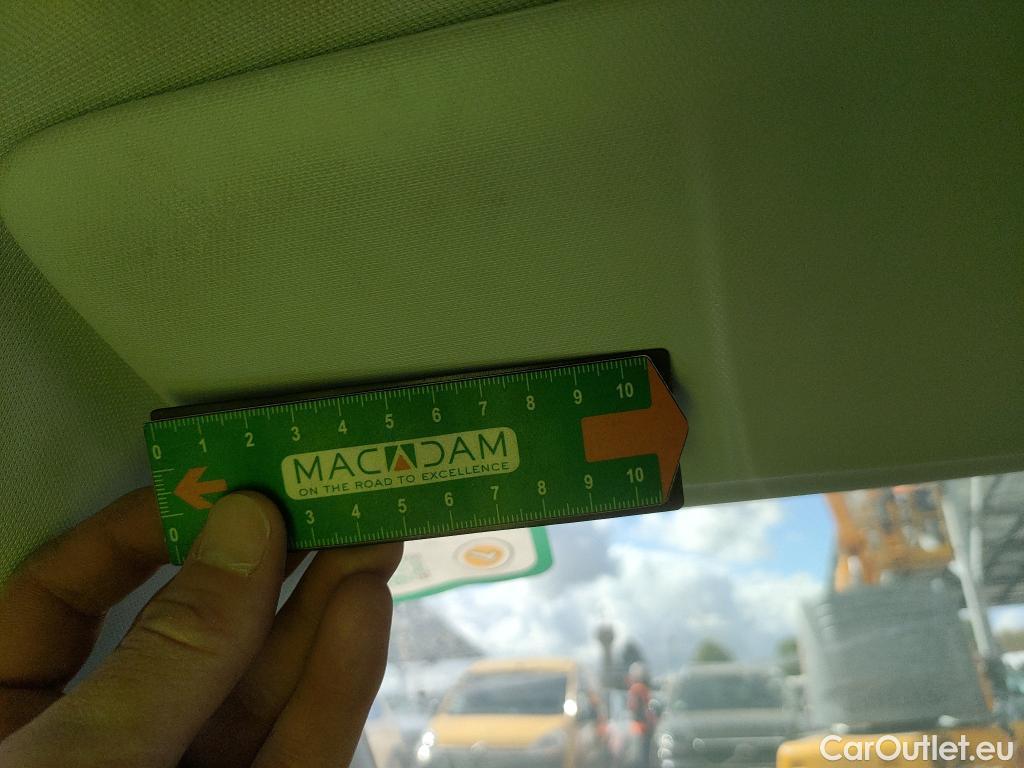 0 1 2 3 4 5 6 7 8 9 10
MACADAM
ON THE ROAD TO EXCELLENCE
0 3 4 5 6 7 8 9 10
CarOutlet.eu